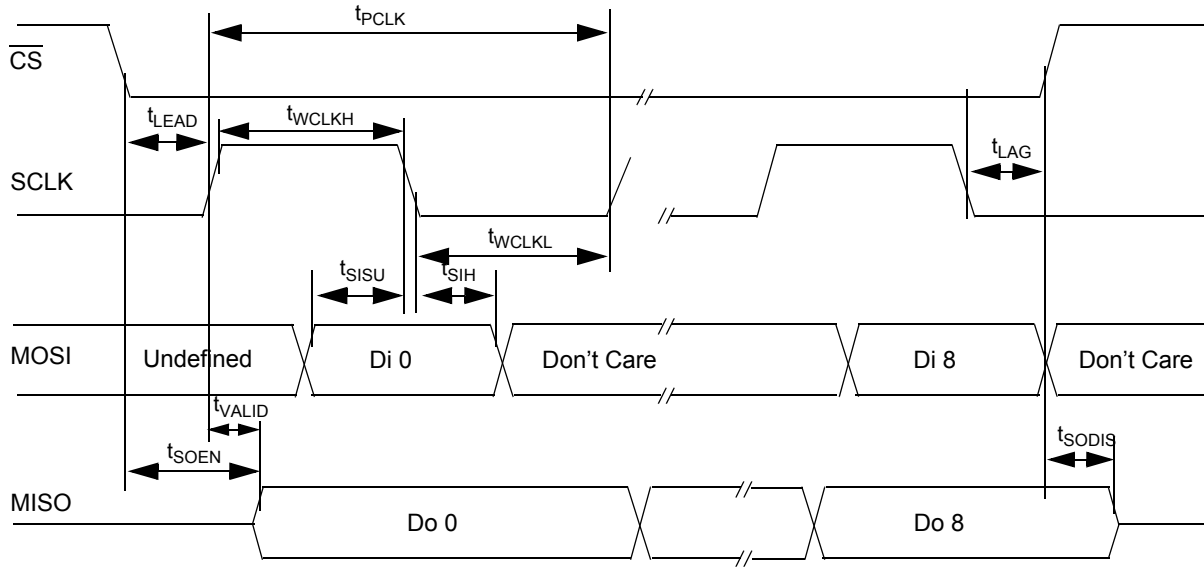 tPCLK
CS
tLEAD
tWCLKH
tLAG
SCLK
tWCLKL
tSISU
tSIH
MOSI
Undefined
Di 0
Don't Care
Di 8
Don't Care
tVALID
tSOEN
tSODIS
MISO
Do 0
Do 8